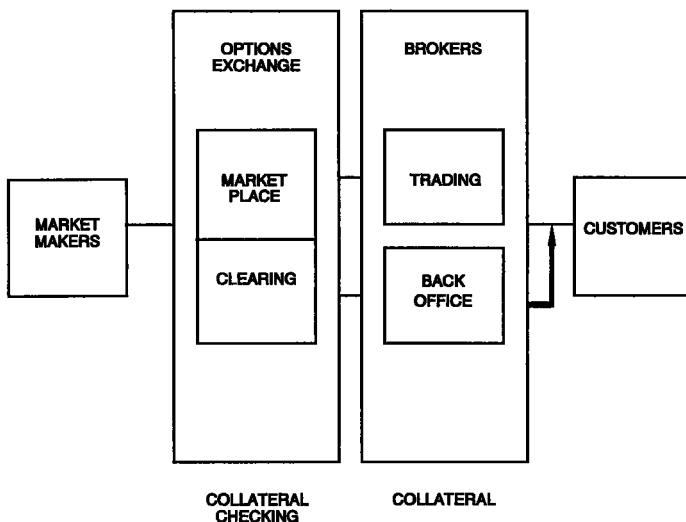 OPTIONS
EXCHANGE
BROKERS
MARKET
PLACE
TRADING
MARKET
MAKERS
CUSTOMERS
CLEARING
BACK
OFFICE
COLLATERAL
CHECKING
COLLATERAL